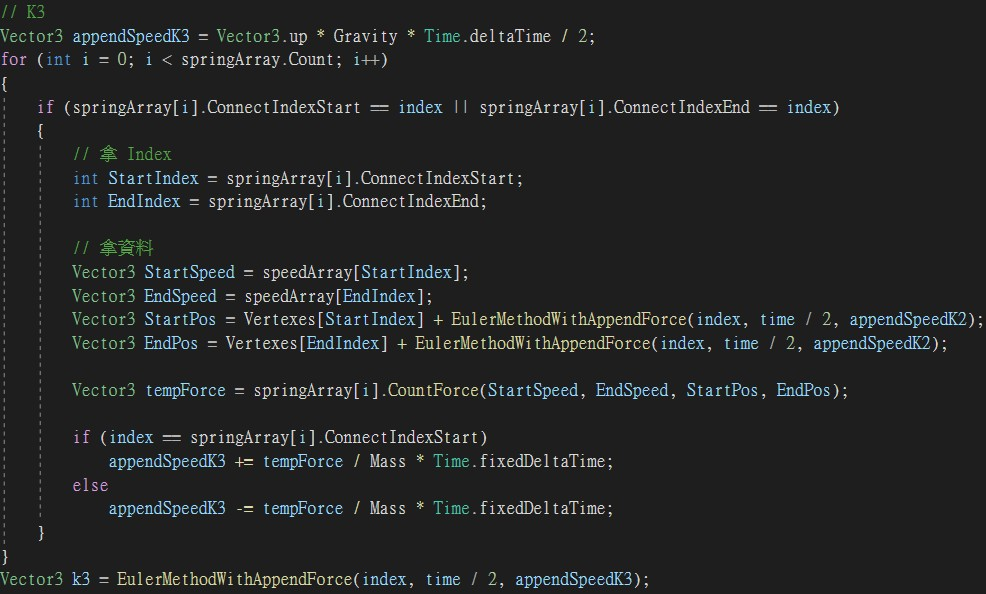 // K3
Vector3 appendSpeedK3 = Vector3.up * Gravity * Time.deltaTime / 2;
for (int i = 0; i < springArray.Count; i++)
{
if (springArray[i].ConnectIndexStart == index || springArray[i].ConnectIndexEnd == index)
{
// 拿 Index
int StartIndex = springArray[i].ConnectIndexStart;
int EndIndex = springArray[i].ConnectIndexEnd;
// 拿資料
Vector3 StartSpeed = speedArray[StartIndex];
Vector3 EndSpeed = speedArray[EndIndex];
Vector3 StartPos = Vertexes[StartIndex] + EulerMethodWithAppendForce(index, time / 2, appendSpeedK2);
Vector3 EndPos = Vertexes[EndIndex] + EulerMethodWithAppendForce(index, time / 2, appendSpeedK2);
Vector3 tempForce = springArray[i].CountForce(StartSpeed, EndSpeed, StartPos, EndPos);
if (index == springArray[i].ConnectIndexStart)
appendSpeedK3 += tempForce / Mass * Time.fixedDeltaTime;
else
appendSpeedK3 -= tempForce / Mass * Time.fixedDeltaTime;
}
}
Vector3 k3 = EulerMethodWithAppendForce(index, time / 2, appendSpeedK3);